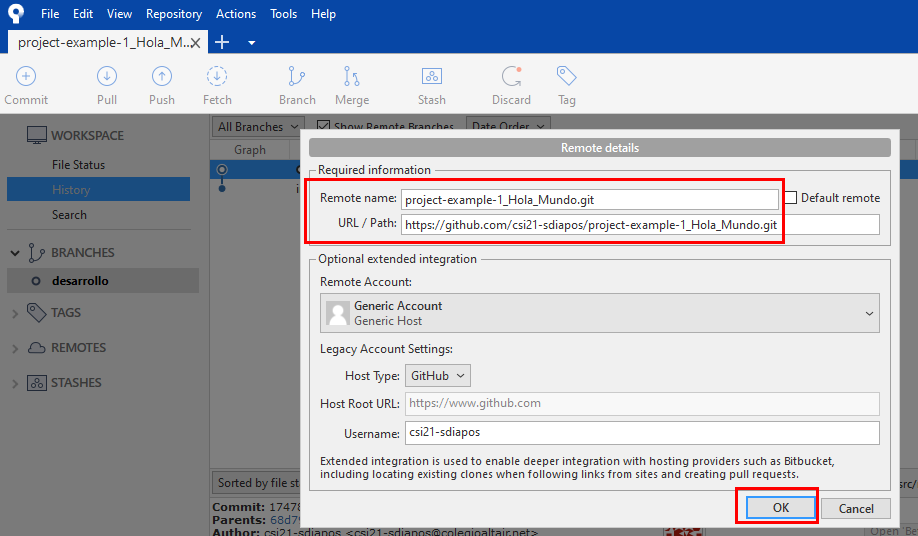 File Edit View Repository Actions Tools Help
project-example-1_Hola_M..
Commit Pull Push Fetch Branch Merge Stash Discard Tag
WORKSPACE
File Status
History
Search
BRANCHES
desarrollo
TAGS
REMOTES
STASHES
All Branches Show Remote Branches Date Order
Graph
Remote details
Required information
Remote name: project-example-1_Hola_Mundo.git Default remote
URL / Path: https://github.com/csi21-sdiapos/project-example-1_Hola_Mundo.git
Optional extended integration
Remote Account:
Generic Account
Generic Host
Legacy Account Settings:
Host Type: GitHub
Host Root URL: https://www.github.com
Username: csi21-sdiapos
Extended integration is used to enable deeper integration with hosting providers such as Bitbucket,
including locating existing clones when following links from sites and creating pull requests.
OK Cancel
Sorted by file st
src/
Commit: 17478
Parents: 68d79
Author: csi21-sdiapos <csi21-sdiapos@colegioaltair.net>
Open 'Be